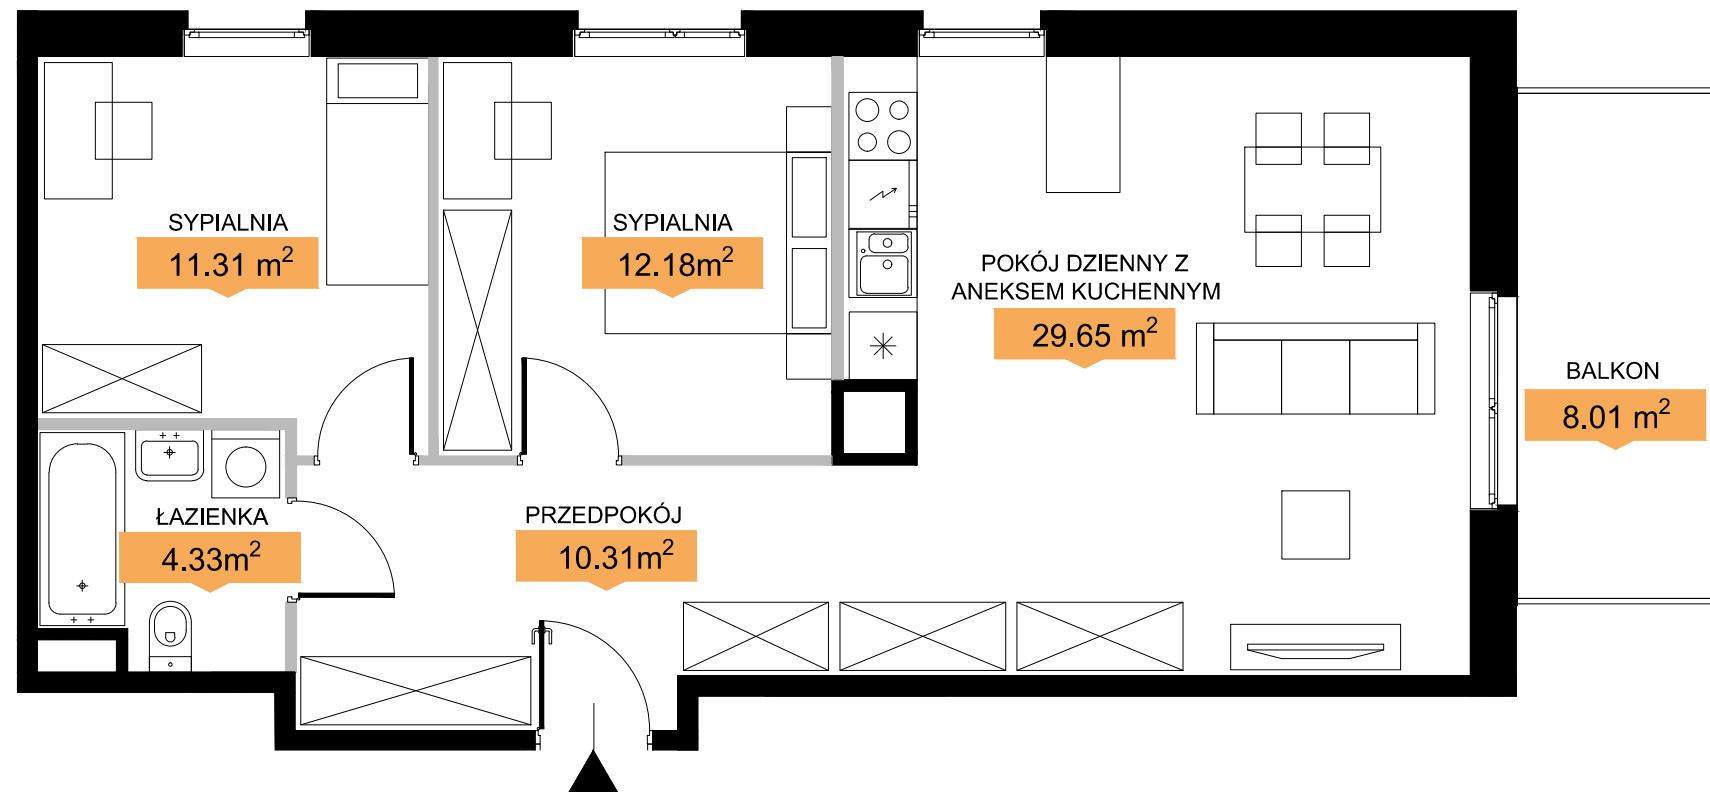 SYPIALNIA
11.31 m²
SYPIALNIA
12.18m²
POKÓJ DZIENNY Z
ANEKSEM KUCHENNYM
29.65 m²
BALKON
8.01 m²
ŁAZIENKA
4.33m²
PRZEDPOKÓJ
10.31m²